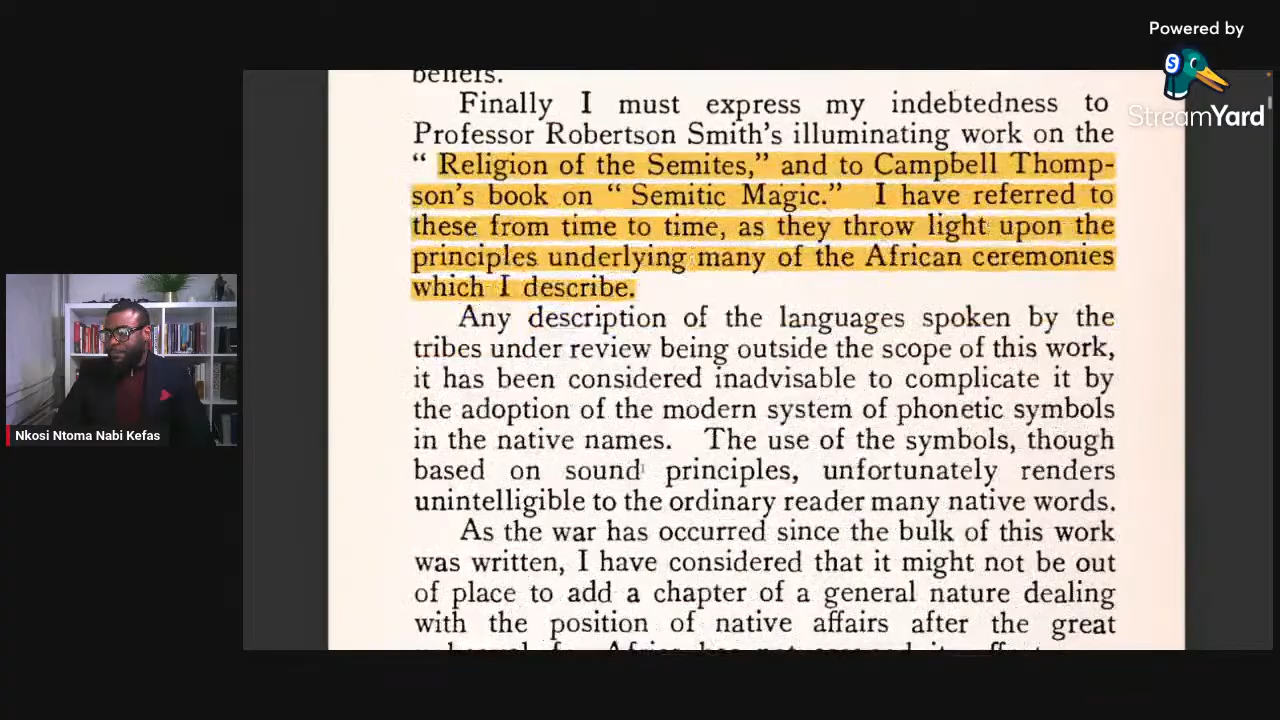 Powered by
StreamYard
beliefs.
Finally I must express my indebtedness to
Professor Robertson Smith's illuminating work on the
“ Religion of the Semites,” and to Campbell Thomp-
son's book on “ Semitic Magic.” I have referred to
these from time to time, as they throw light upon the
principles underlying many of the African ceremonies
which I describe.
Any description of the languages spoken by the
tribes under review being outside the scope of this work,
it has been considered inadvisable to complicate it by
the adoption of the modern system of phonetic symbols
in the native names. The use of the symbols, though
based on sound principles, unfortunately renders
unintelligible to the ordinary reader many native words.
As the war has occurred since the bulk of this work
was written, I have considered that it might not be out
of place to add a chapter of a general nature dealing
with the position of native affairs after the great
Nkosi Ntoma Nabi Kefas